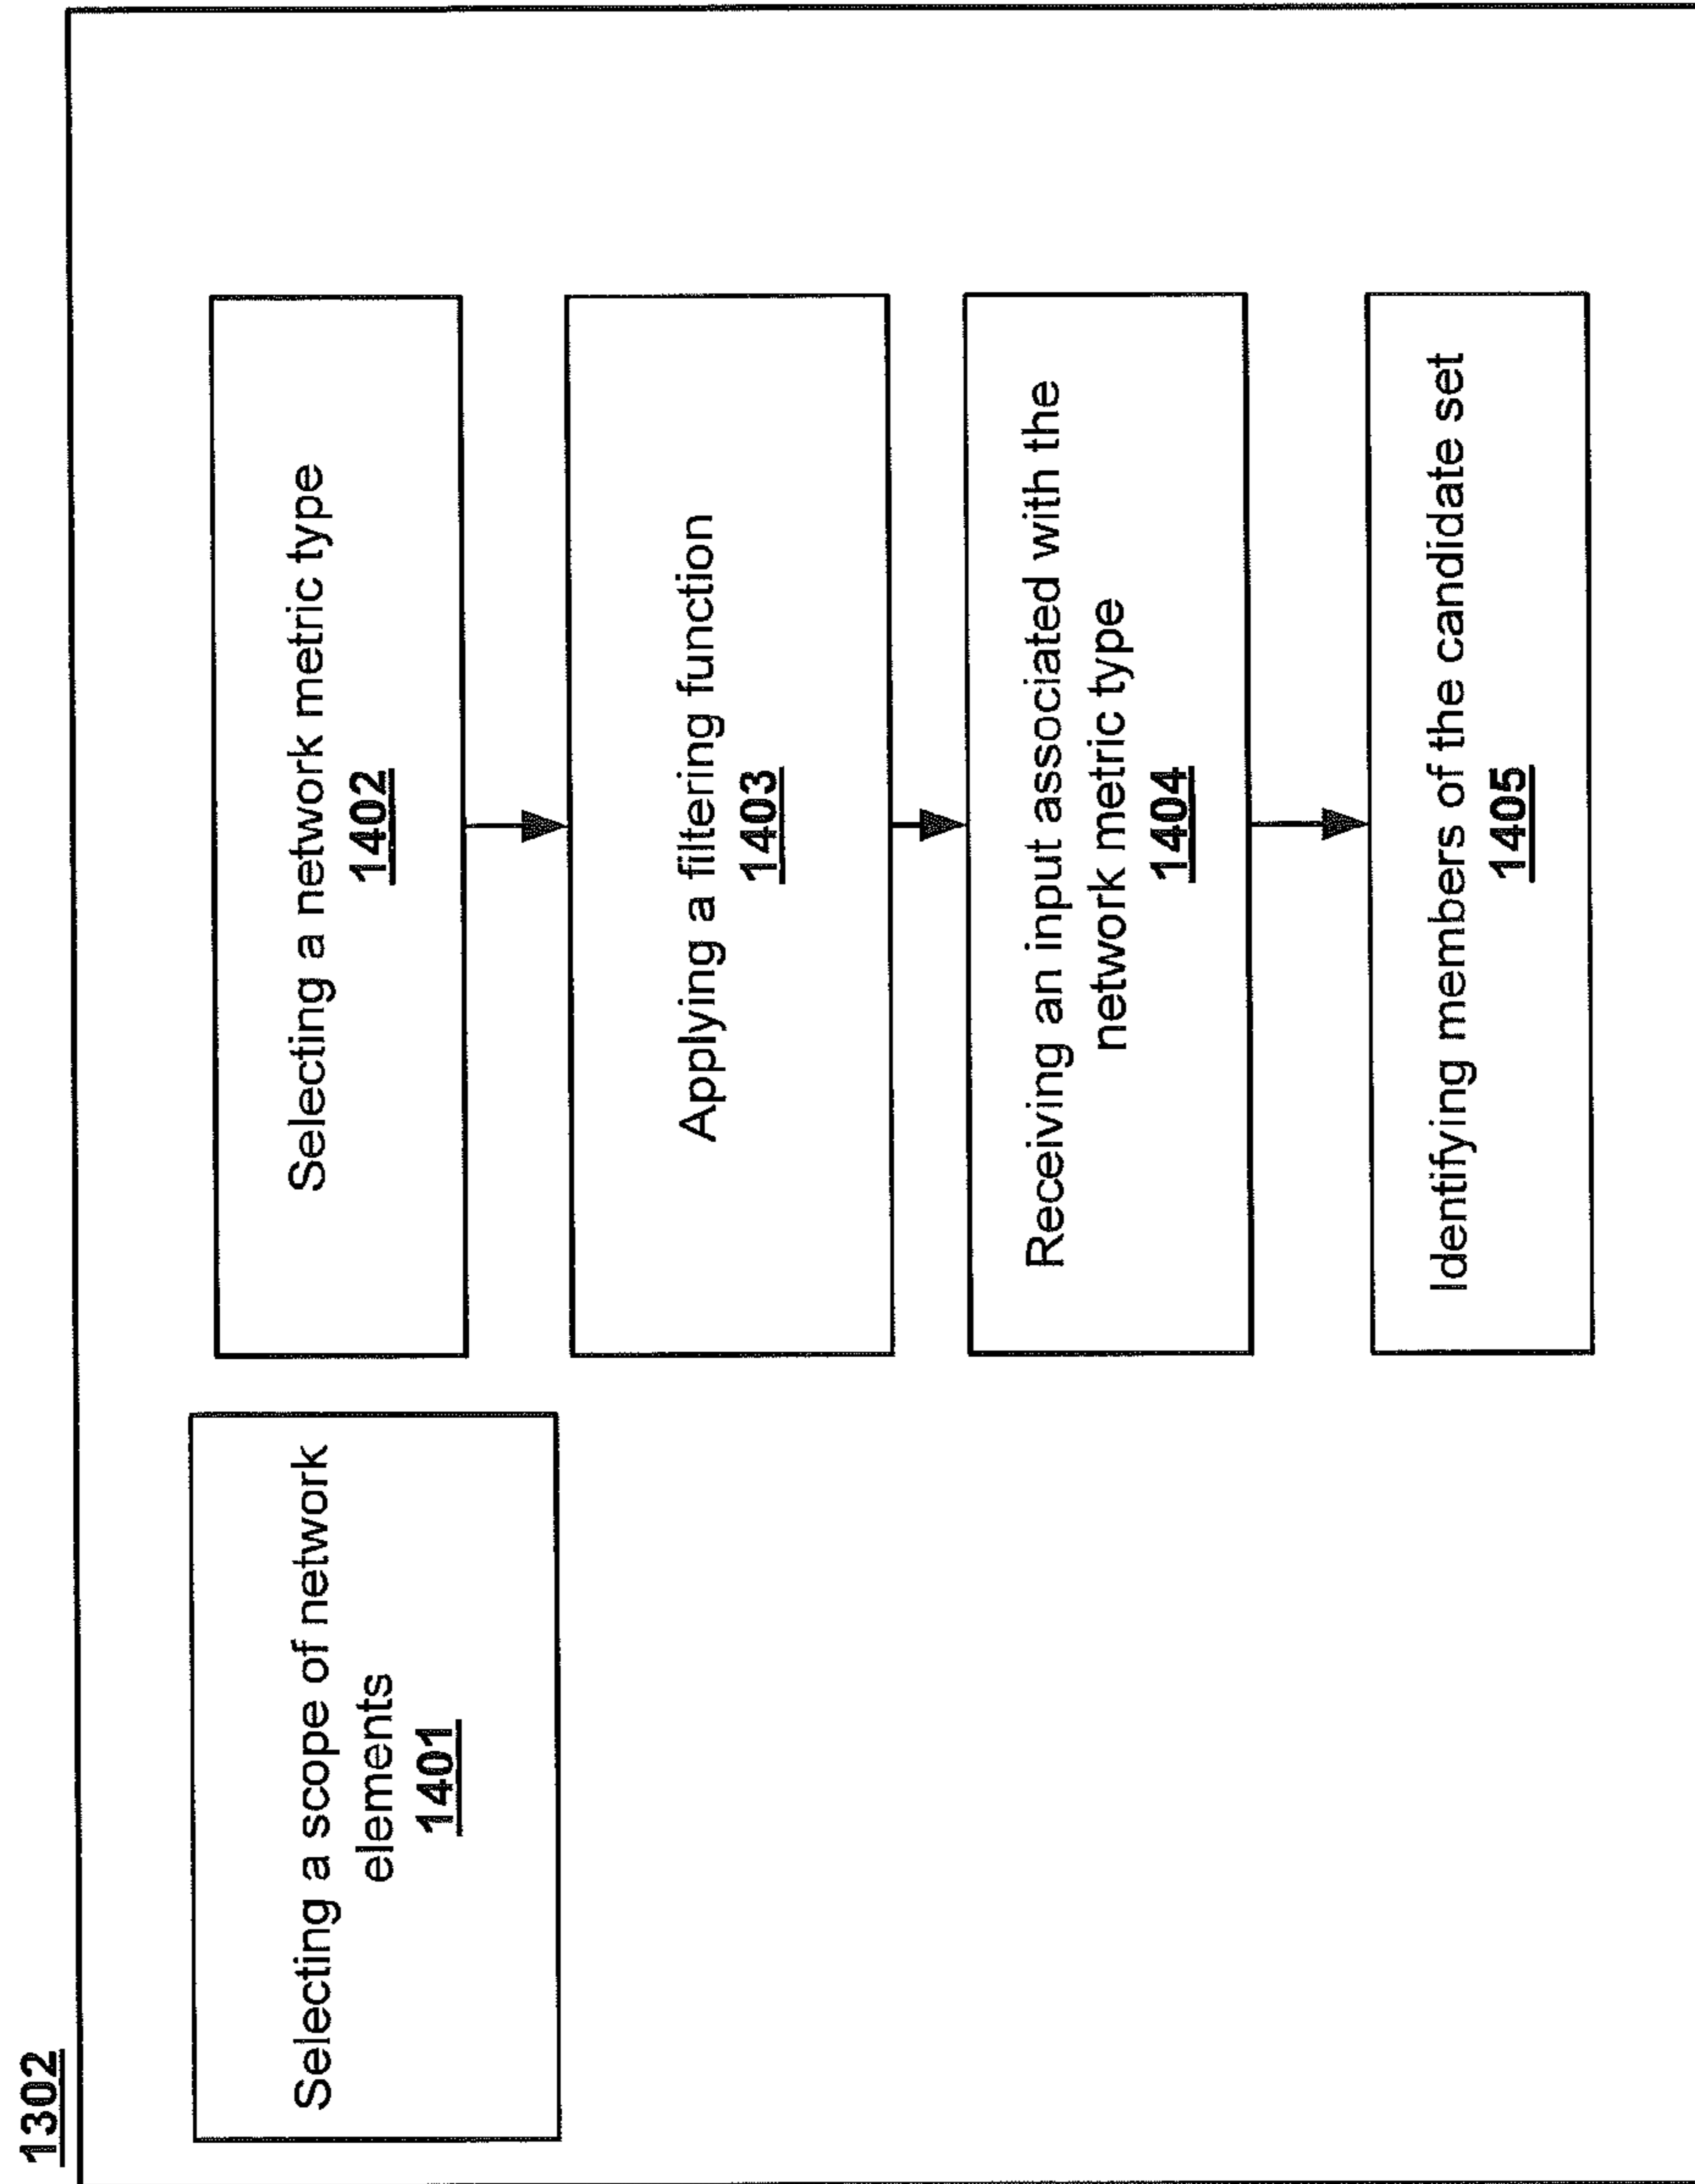 1302
Selecting a scope of network
elements
1401
Selecting a network metric type
1402
Applying a filtering function
1403
Receiving an input associated with the
network metric type
1404
Identifying members of the candidate set
1405